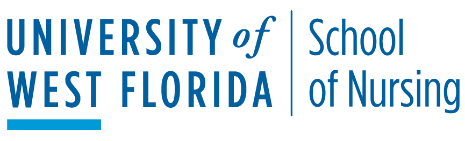 UNIVERSITY of
WEST FLORIDA
School
of Nursing